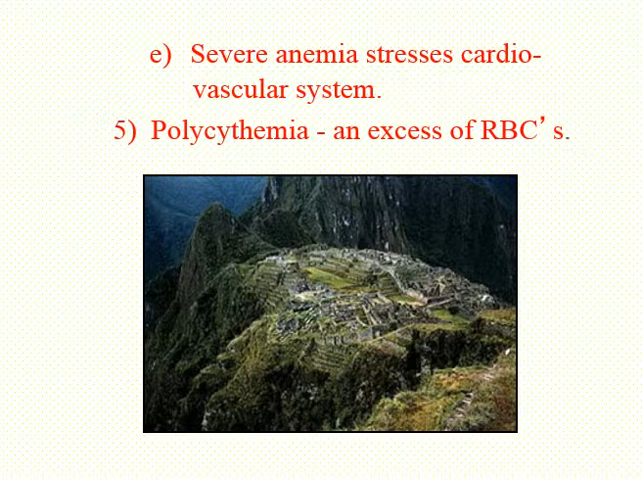 e) Severe anemia stresses cardio-
vascular system.
5) Polycythemia - an excess of RBC’s.